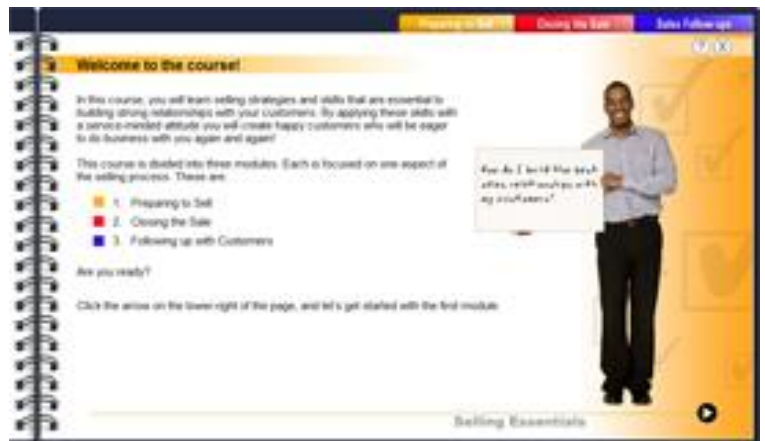 Preparing to Sell
Closing the Sale
Sales Follow-ups
? X
Welcome to the course!
In this course, you will learn selling strategies and skills that are essential to
building strong relationships with your customers. By applying these skills with
a service-minded attitude you will create happy customers who will be eager
to do business with you again and again!
This course is divided into three modules. Each is focused on one aspect of
the selling process. These are:
1. Preparing to Sell
2. Closing the Sale
3. Following up with Customers
How do I build the best
sales relationships with
my customers?
Are you ready?
Click the arrow on the lower right of the page, and let's get started with the first module.
Selling Essentials